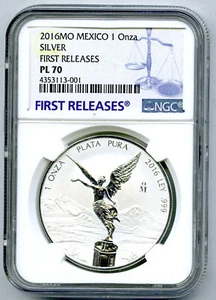 2016MO MEXICO 1 Onza
SILVER
FIRST RELEASES
PL 70
4353113-001
FIRST RELEASES®
NGC®
1 ONZA PLATA PURA 2016 LEY .999
M